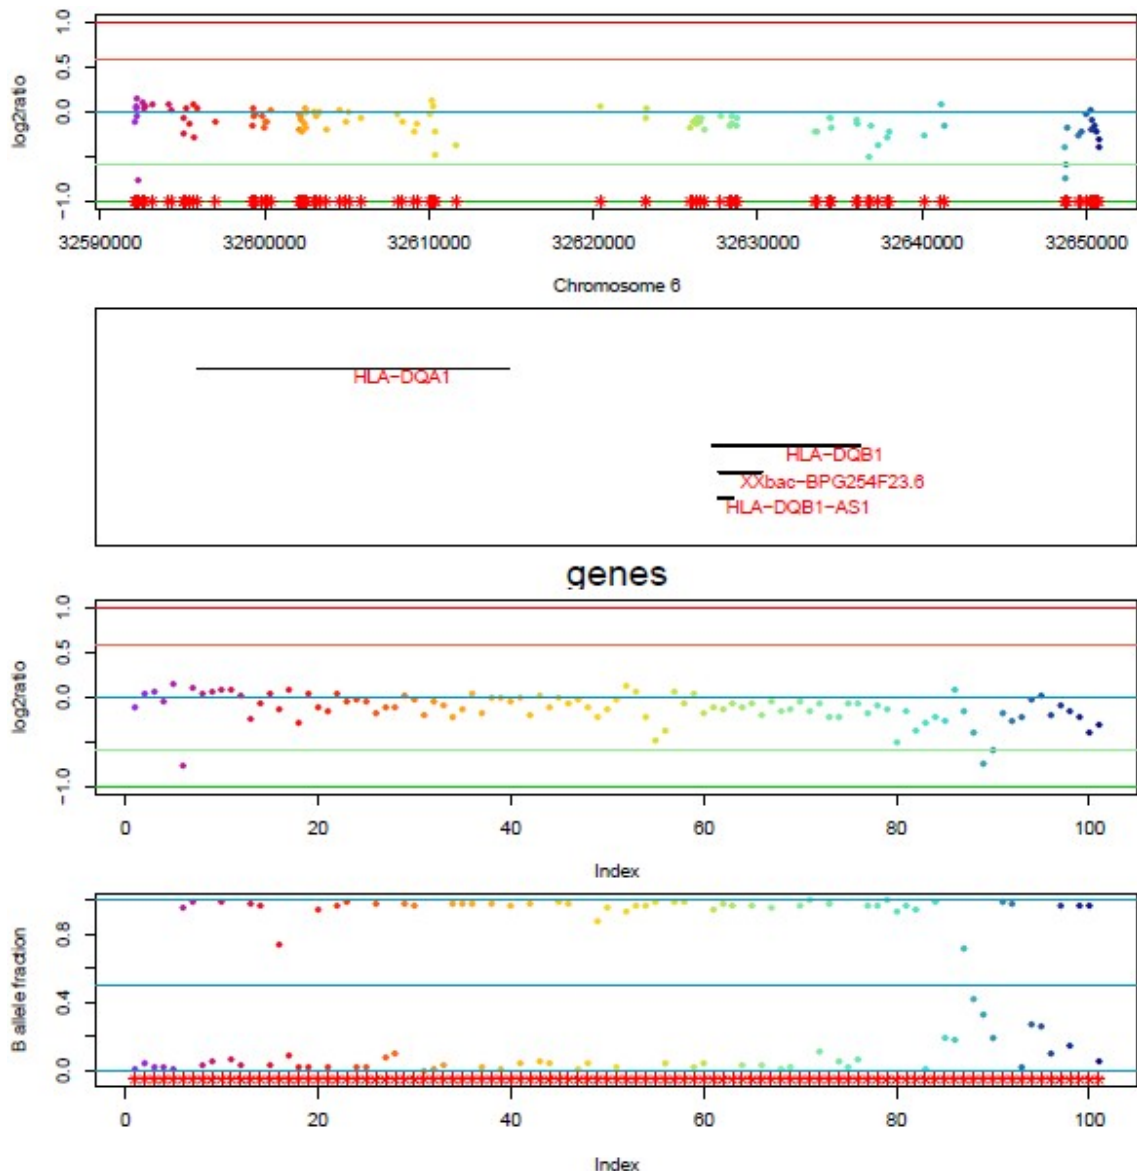 1.0
0.5
0.0
-1.0
log2ratio
32590000 32600000 32610000 32620000 32630000 32640000 32650000
Chromosome 6
HLA-DQA1
HLA-DQB1
XXbac-BPG254F23.6
HLA-DQB1-AS1
genes
1.0
0.5
0.0
-1.0
log2ratio
0 20 40 60 80 100
Index
0.8
0.4
0.0
B allele fraction
0 20 40 60 80 100
Index